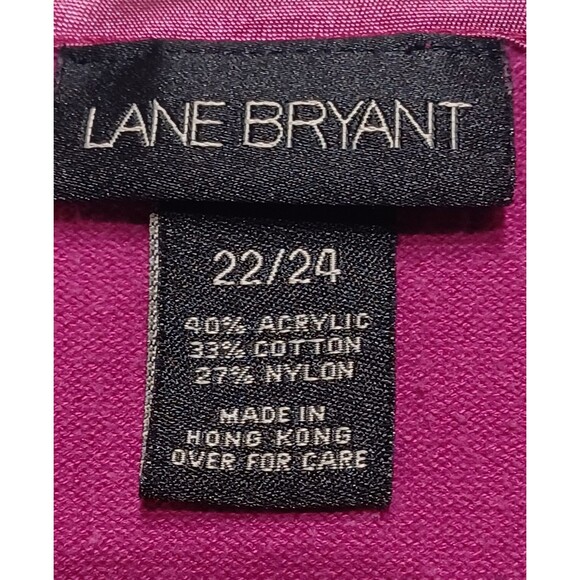 LANE BRYANT
22/24
40% ACRYLIC
33% COTTON
27% NYLON
MADE IN
HONG KONG
OVER FOR CARE